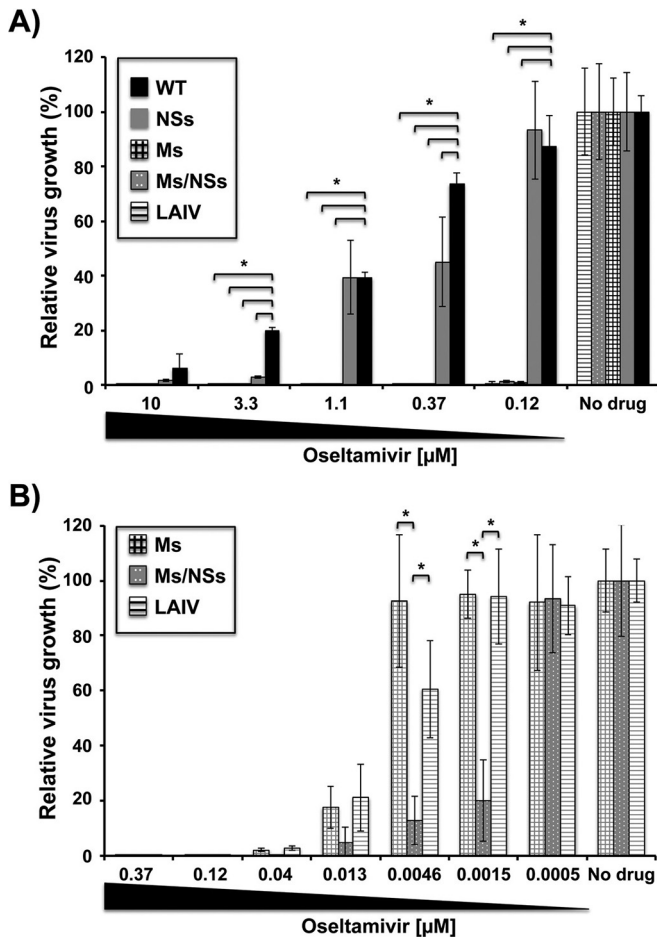 A)
*
120
100
80
60
40
20
0
Relative virus growth (%)
WT
NSs
Ms
Ms/NSs
LAIV
*
*
*
10 3.3 1.1 0.37 0.12 No drug
Oseltamivir [µM]
B)
120
100
80
60
40
20
0
Relative virus growth (%)
Ms
Ms/NSs
LAIV
* *
* *
0.37 0.12 0.04 0.013 0.0046 0.0015 0.0005 No drug
Oseltamivir [µM]